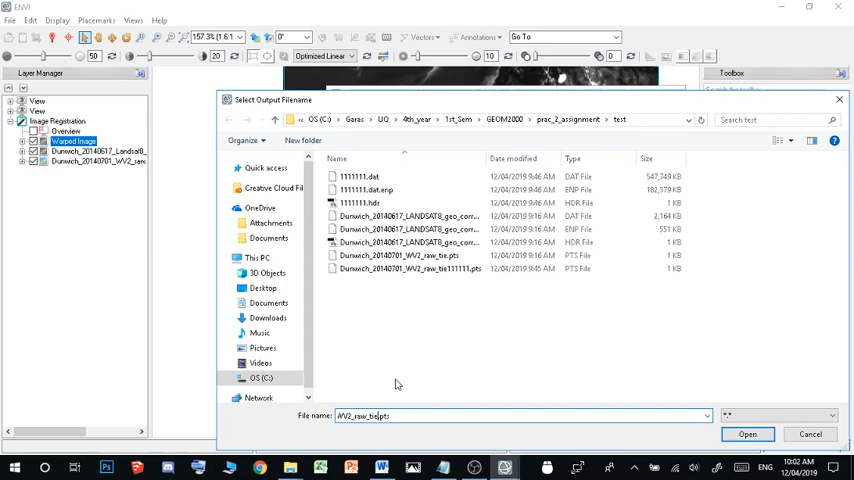 ENVI
File Edit Display Placemarks Views Help
157.3% (1.6:1 0° Vectors Annotations Go To
50 20 Optimized Linear 10 0
Layer Manager
Toolbox
View
View
Image Registration
Overview
Warped Image
Dunwich_20140617_Landsat8
Dunwich_20140701_WV2_raw
Select Output Filename
« OS (C:) Garas UQ 4th_year 1st_Sem GEOM2000 prac_2_assignment test
Search test
Organize New folder
Name Date modified Type Size
Quick access
Creative Cloud Fil
OneDrive
Attachments
Documents
This PC
3D Objects
Desktop
Documents
Downloads
Music
Pictures
Videos
OS (C:)
Network
1111111.dat 12/04/2019 9:46 AM DAT File 547,749 KB
1111111.dat.enp 12/04/2019 9:46 AM ENP File 182,379 KB
1111111.hdr 12/04/2019 9:46 AM HDR File 1 KB
Dunwich_20140617_LANDSAT8_geo_corr... 12/04/2019 9:16 AM DAT File 2,164 KB
Dunwich_20140617_LANDSAT8_geo_corr... 12/04/2019 9:16 AM ENP File 551 KB
Dunwich_20140617_LANDSAT8_geo_corr... 12/04/2019 9:16 AM HDR File 1 KB
Dunwich_20140701_WV2_raw_tie.pts 12/04/2019 9:16 AM PTS File 1 KB
Dunwich_20140701_WV2_raw_tie111111.pts 12/04/2019 9:45 AM PTS File 1 KB
File name: WV2_raw_tie.pts *.*
Open Cancel
ENG
10:02 AM
12/04/2019